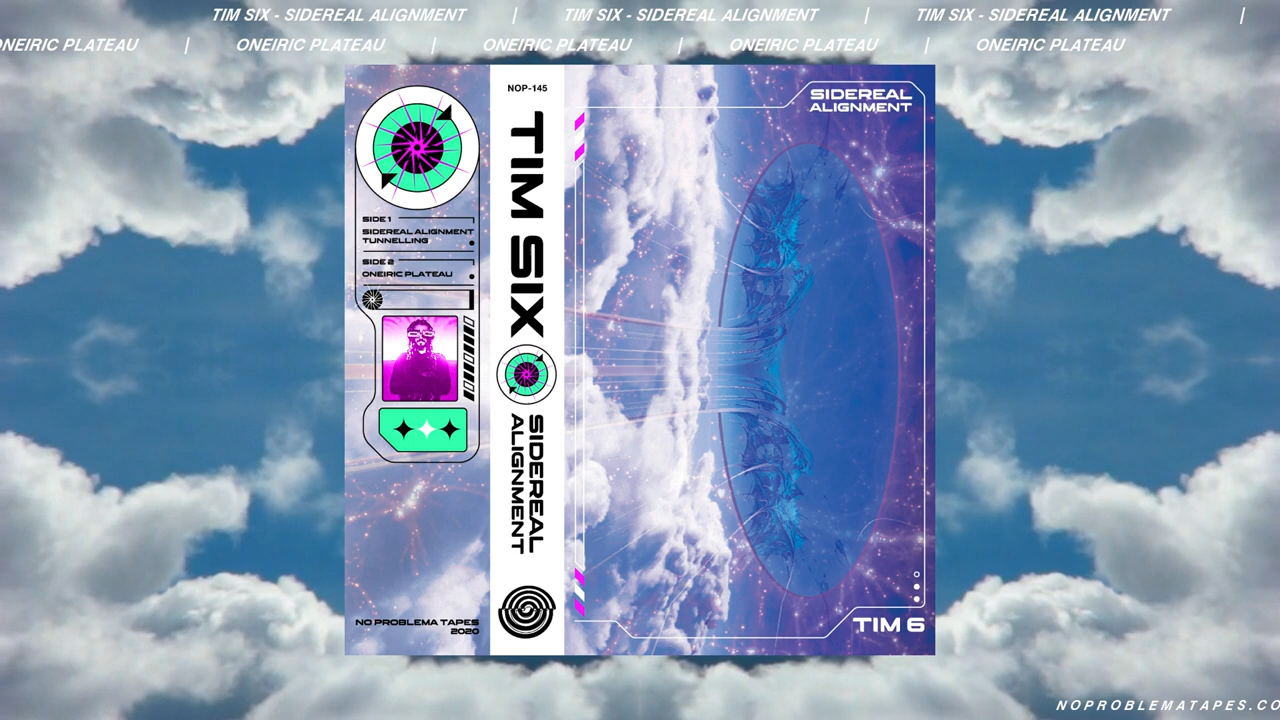 TIM SIX - SIDEREAL ALIGNMENT | TIM SIX - SIDEREAL ALIGNMENT | TIM SIX - SIDEREAL ALIGNMENT |
ONEIRIC PLATEAU | ONEIRIC PLATEAU | ONEIRIC PLATEAU | ONEIRIC PLATEAU | ONEIRIC PLATEAU
SIDE 1
SIDEREAL ALIGNMENT
TUNNELLING
SIDE 2
ONEIRIC PLATEAU
NO PROBLEMA TAPES
2020
NOP-145
TIM SIX
SIDEREAL
ALIGNMENT
SIDEREAL
ALIGNMENT
TIM 6
NOPROBLEMATAPES.CO